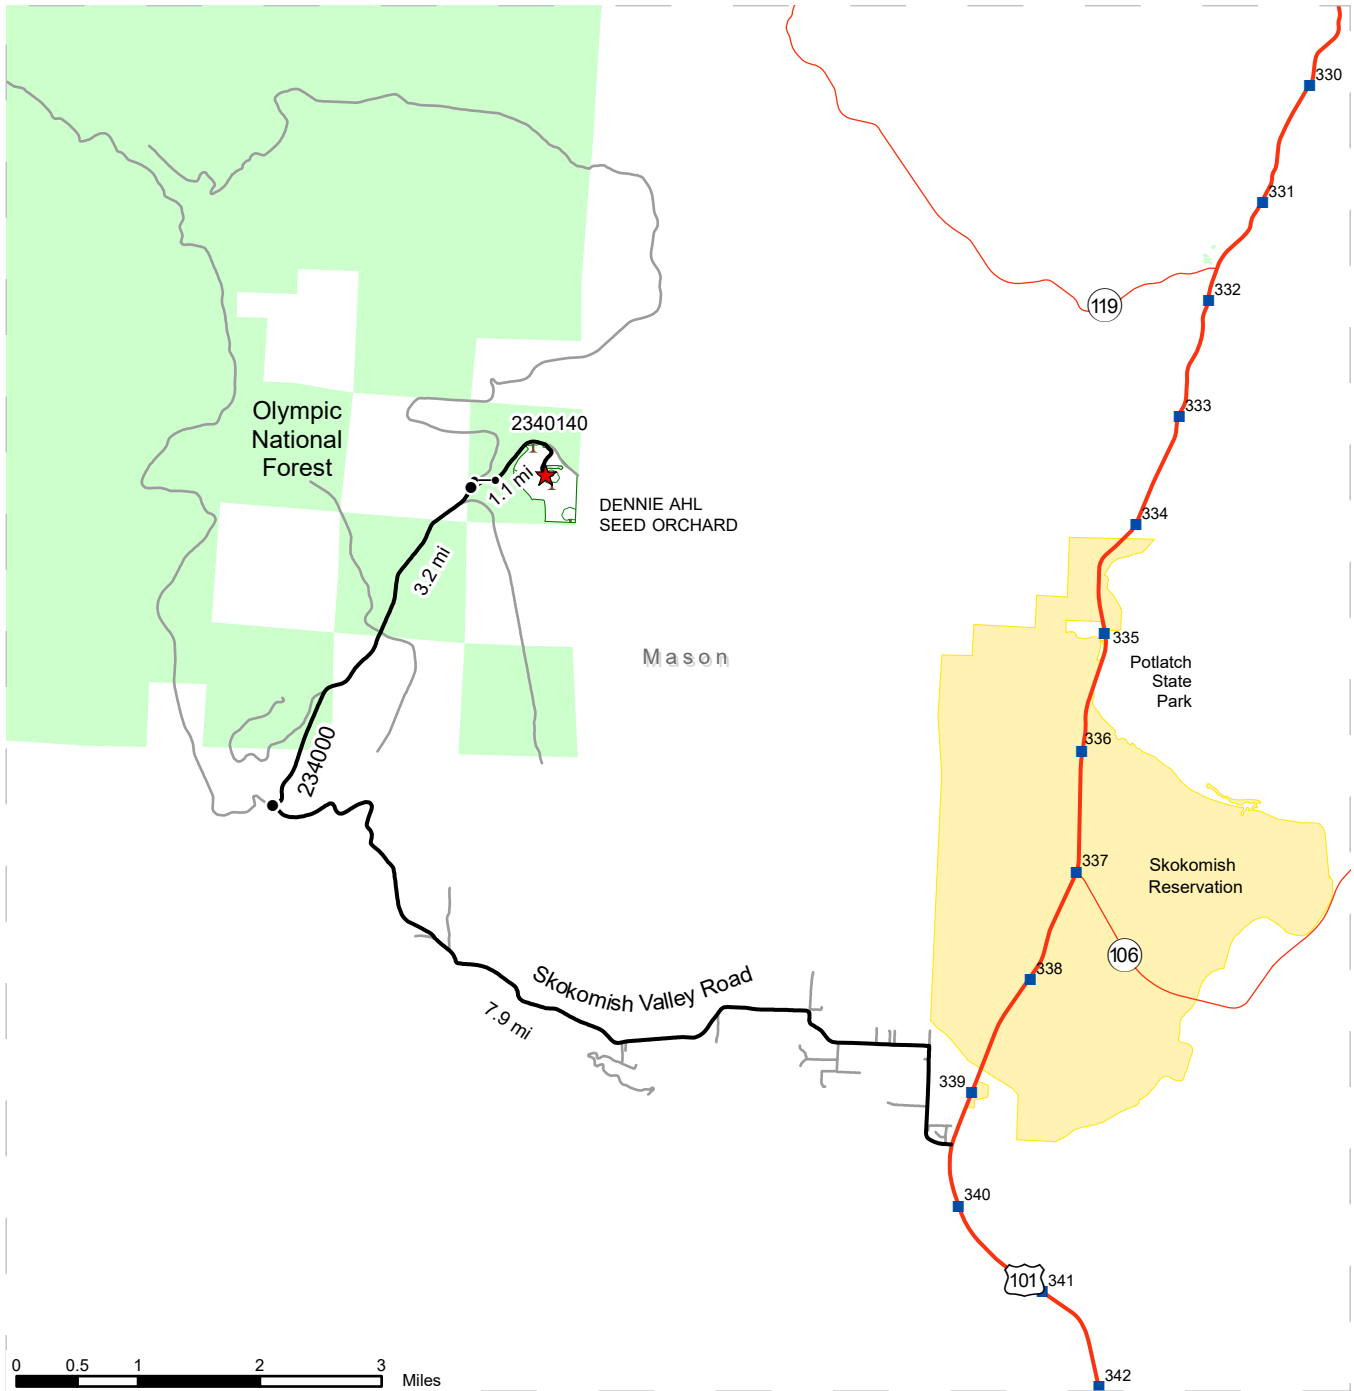 330
331
119
332
333
Olympic
National
Forest
2340140
1.1 mi
DENNIE AHL
SEED ORCHARD
334
3.2 mi
335
Mason
Potlatch
State
Park
336
234000
337
Skokomish
Reservation
106
338
Skokomish Valley Road
7.9 mi
339
340
101
341
0 0.5 1 2 3
Miles
342